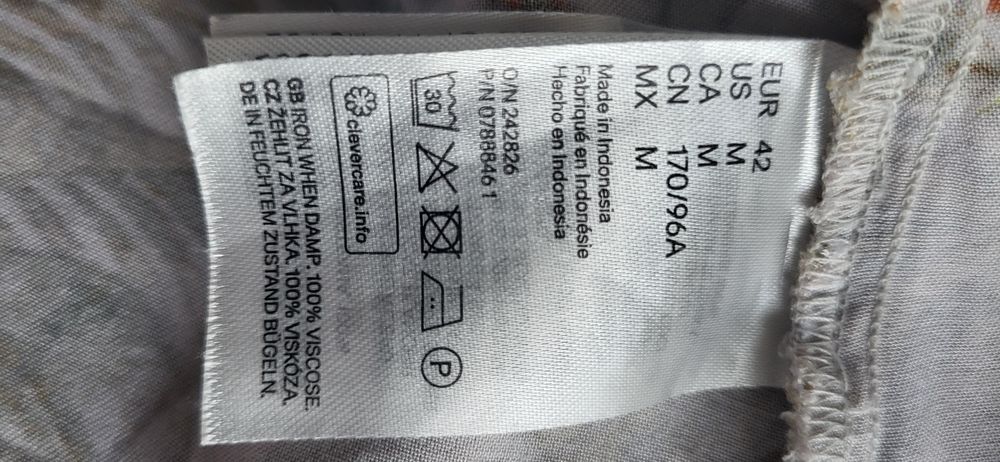 EUR 42
US M
CA M
CN 170/96A
MX M
Made in Indonesia
Fabriqué en Indonésie
Hecho en Indonesia
O/N 242826
P/N 0788846 1
30
P
clevercare.info
GB IRON WHEN DAMP. 100% VISCOSE.
CZ ŽEHLIT ZA VLHKA. 100% VISKÓZA.
DE IN FEUCHTEM ZUSTAND BÜGELN.